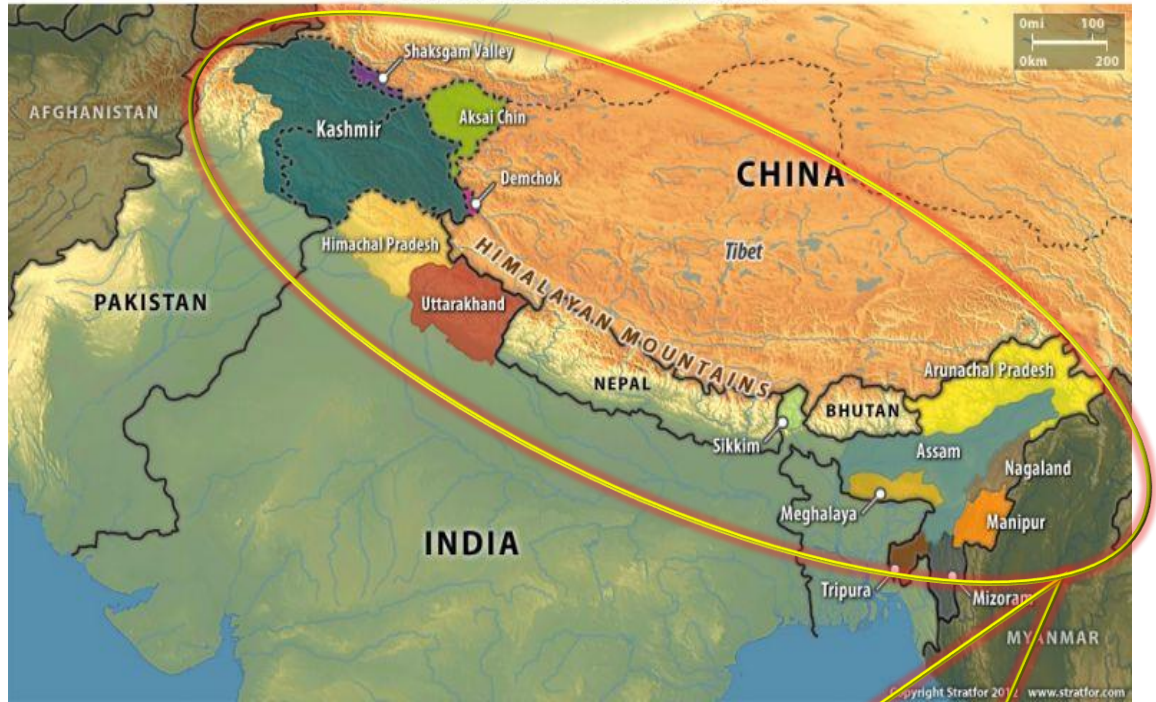 0mi 100
0km 200
Shaksgam Valley
AFGHANISTAN
Aksai Chin
Kashmir
CHINA
Demchok
Himachal Pradesh
Tibet
HIMALAYAN MOUNTAINS
PAKISTAN
Uttarakhand
Arunachal Pradesh
NEPAL
BHUTAN
Sikkim
Assam
Nagaland
Meghalaya
Manipur
INDIA
Tripura
Mizoram
MYANMAR
Copyright Stratfor 2012 www.stratfor.com